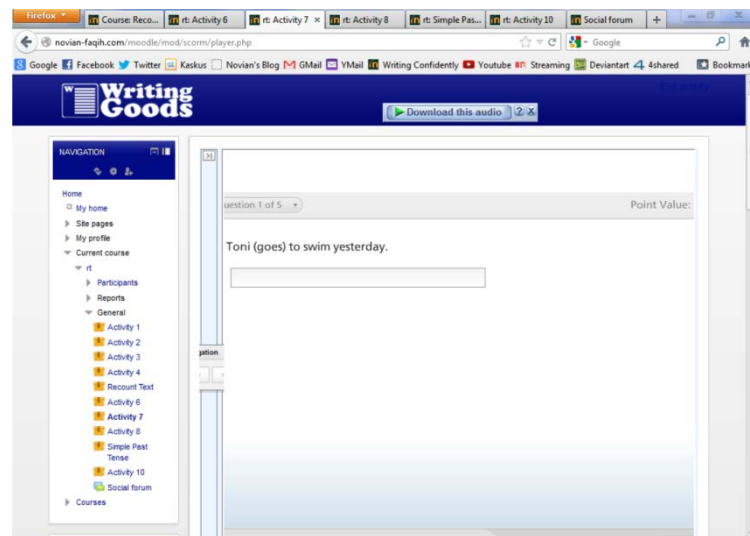 Firefox
Course: Reco...
rt: Activity 6
rt: Activity 7 ×
rt: Activity 8
rt: Simple Pas...
rt: Activity 10
Social forum
+
novian-faqih.com/moodle/mod/scorm/player.php
Google
Google Facebook Twitter Kaskus Novian's Blog GMail YMail Writing Confidently Youtube Streaming Deviantart 4shared Bookmark
"W
Writing
Goods
Download this audio ? X
NAVIGATION
Home
My home
Site pages
My profile
Current course
rt
Participants
Reports
General
Activity 1
Activity 2
Activity 3
Activity 4
Recount Text
Activity 6
Activity 7
Activity 8
Simple Past
Tense
Activity 10
Social forum
Courses
gation
uestion 1 of 5
Point Value:
Toni (goes) to swim yesterday.